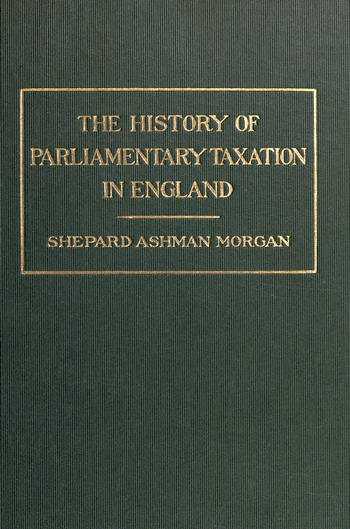 THE HISTORY OF
PARLIAMENTARY TAXATION
IN ENGLAND
SHEPARD ASHMAN MORGAN